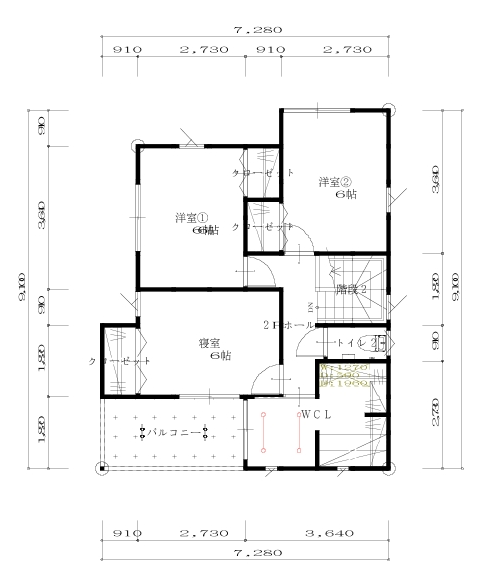 7,280
910 2,730 910 2,730
910
3,640
910
1,820
1,820
9,100
3,640
1,820
910
2,730
9,100
クローゼット
洋室②
6帖
洋室①
6帖
クローゼット
階段2
DN
2Fホール
トイレ2
寝室
6帖
クローゼット
WCL
バルコニー
910 2,730 3,640
7,280